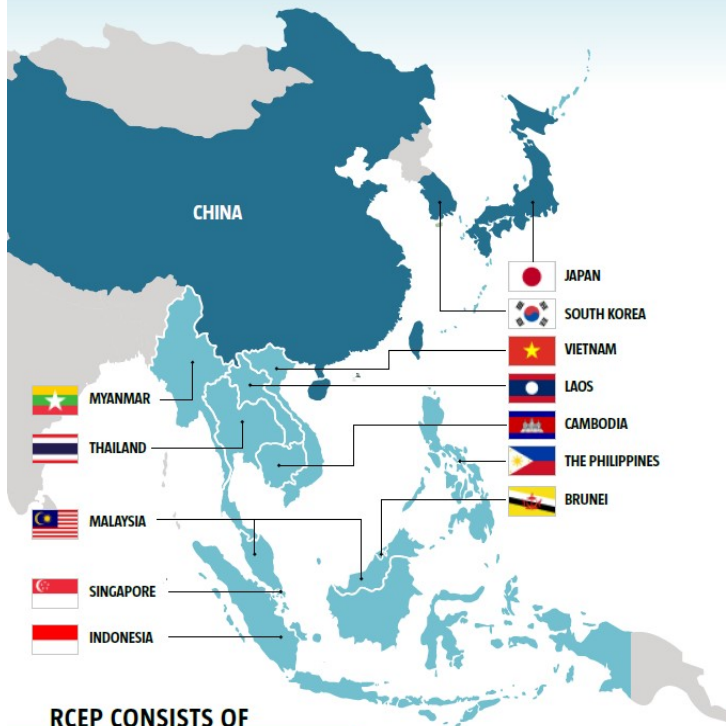 CHINA
JAPAN
SOUTH KOREA
VIETNAM
LAOS
CAMBODIA
THE PHILIPPINES
BRUNEI
MYANMAR
THAILAND
MALAYSIA
SINGAPORE
INDONESIA
RCEP CONSISTS OF